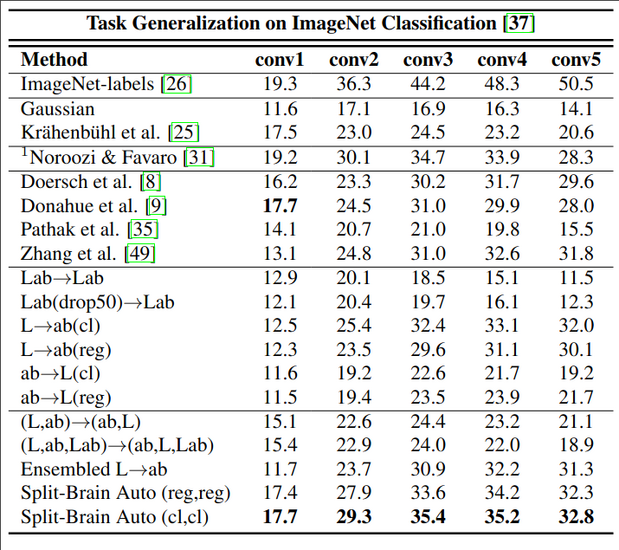 Task Generalization on ImageNet Classification [37]
Method conv1 conv2 conv3 conv4 conv5
ImageNet-labels [26] 19.3 36.3 44.2 48.3 50.5
Gaussian 11.6 17.1 16.9 16.3 14.1
Krähenbühl et al. [25] 17.5 23.0 24.5 23.2 20.6
¹Noroozi & Favaro [31] 19.2 30.1 34.7 33.9 28.3
Doersch et al. [8] 16.2 23.3 30.2 31.7 29.6
Donahue et al. [9] 17.7 24.5 31.0 29.9 28.0
Pathak et al. [35] 14.1 20.7 21.0 19.8 15.5
Zhang et al. [49] 13.1 24.8 31.0 32.6 31.8
Lab→Lab 12.9 20.1 18.5 15.1 11.5
Lab(drop50)→Lab 12.1 20.4 19.7 16.1 12.3
L→ab(cl) 12.5 25.4 32.4 33.1 32.0
L→ab(reg) 12.3 23.5 29.6 31.1 30.1
ab→L(cl) 11.6 19.2 22.6 21.7 19.2
ab→L(reg) 11.5 19.4 23.5 23.9 21.7
(L,ab)→(ab,L) 15.1 22.6 24.4 23.2 21.1
(L,ab,Lab)→(ab,L,Lab) 15.4 22.9 24.0 22.0 18.9
Ensembled L→ab 11.7 23.7 30.9 32.2 31.3
Split-Brain Auto (reg,reg) 17.4 27.9 33.6 34.2 32.3
Split-Brain Auto (cl,cl) 17.7 29.3 35.4 35.2 32.8